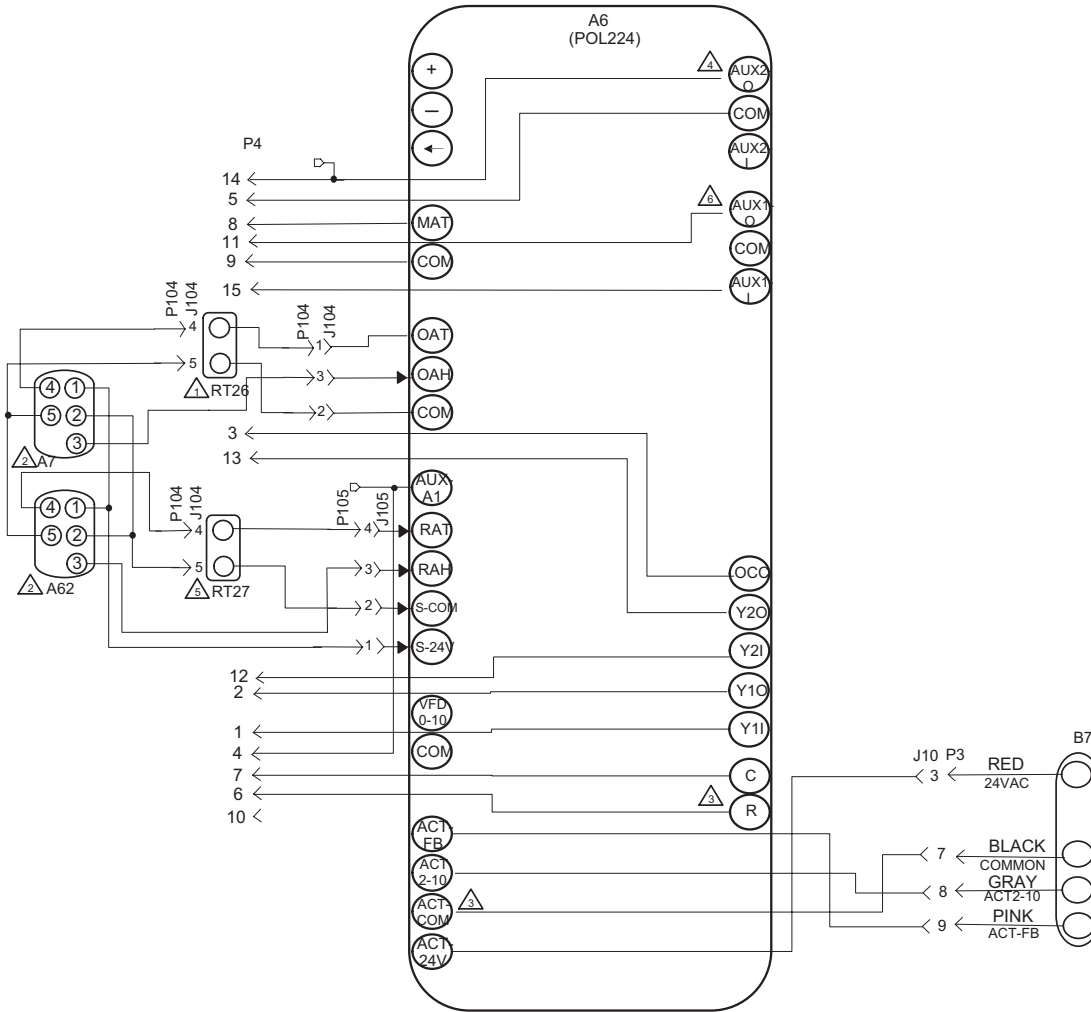 A6
(POL224)
+
–
←
4
AUX2
O
COM
AUX2
I
P4
14
5
6
AUX1
O
8
MAT
11
9
COM
COM
15
AUX1
I
P104
J104
4
5
1
RT26
P104
J104
1
OAT
3
OAH
2
COM
4
1
5
2
3
2
A7
3
13
P104
J104
4
5
5
RT27
P105
J105
AUX-
A1
4
RAT
3
RAH
2
S-COM
1
S-24V
4
1
5
2
3
2
A62
OCC
Y2O
12
Y2I
2
Y1O
VFD
0-10
1
Y1I
4
COM
7
C
6
3
R
10
ACT-
FB
ACT
2-10
ACT-
COM
3
ACT-
24V
B7
J10
P3
3
RED
24VAC
7
BLACK
COMMON
8
GRAY
ACT2-10
9
PINK
ACT-FB